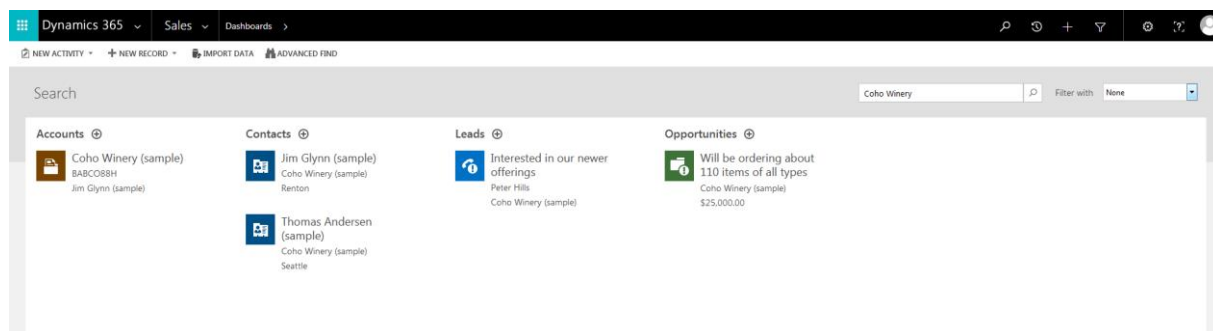 Dynamics 365 Sales Dashboards >
NEW ACTIVITY + NEW RECORD IMPORT DATA ADVANCED FIND
Search Coho Winery Filter with None
Accounts
Coho Winery (sample)
BABCO88H
Jim Glynn (sample)
Contacts
Jim Glynn (sample)
Coho Winery (sample)
Renton
Thomas Andersen
(sample)
Coho Winery (sample)
Seattle
Leads
Interested in our newer
offerings
Peter Hills
Coho Winery (sample)
Opportunities
Will be ordering about
110 items of all types
Coho Winery (sample)
$25,000.00